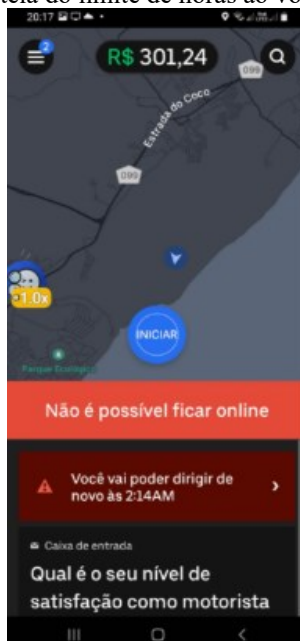 20:17
2
R$ 301,24
099
Estrada do Coco
099
1.0x
INICIAR
Parque Ecológico
Não é possível ficar online
Você vai poder dirigir de
novo às 2:14AM
Caixa de entrada
Qual é o seu nível de
satisfação como motorista